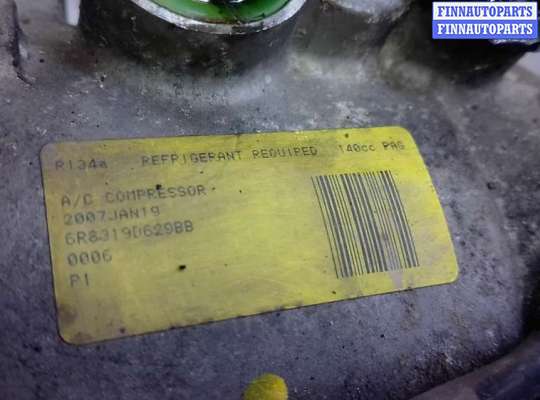 FINNAUTOPARTS
FINNAUTOPARTS
R134a REFRIGERANT REQUIRED 140cc PAG
A/C COMPRESSOR
2007JAN19
6R8319D629BB
0006
P1